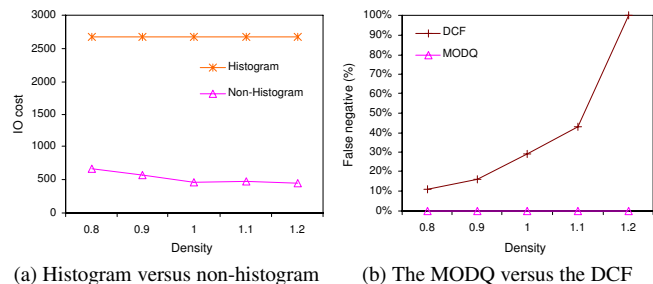 3000
2500
2000
1500
1000
500
0
IO cost
Histogram
Non-Histogram
0.8 0.9 1 1.1 1.2
Density
(a) Histogram versus non-histogram
100%
90%
80%
70%
60%
50%
40%
30%
20%
10%
0%
False negative (%)
DCF
MODQ
0.8 0.9 1 1.1 1.2
Density
(b) The MODQ versus the DCF